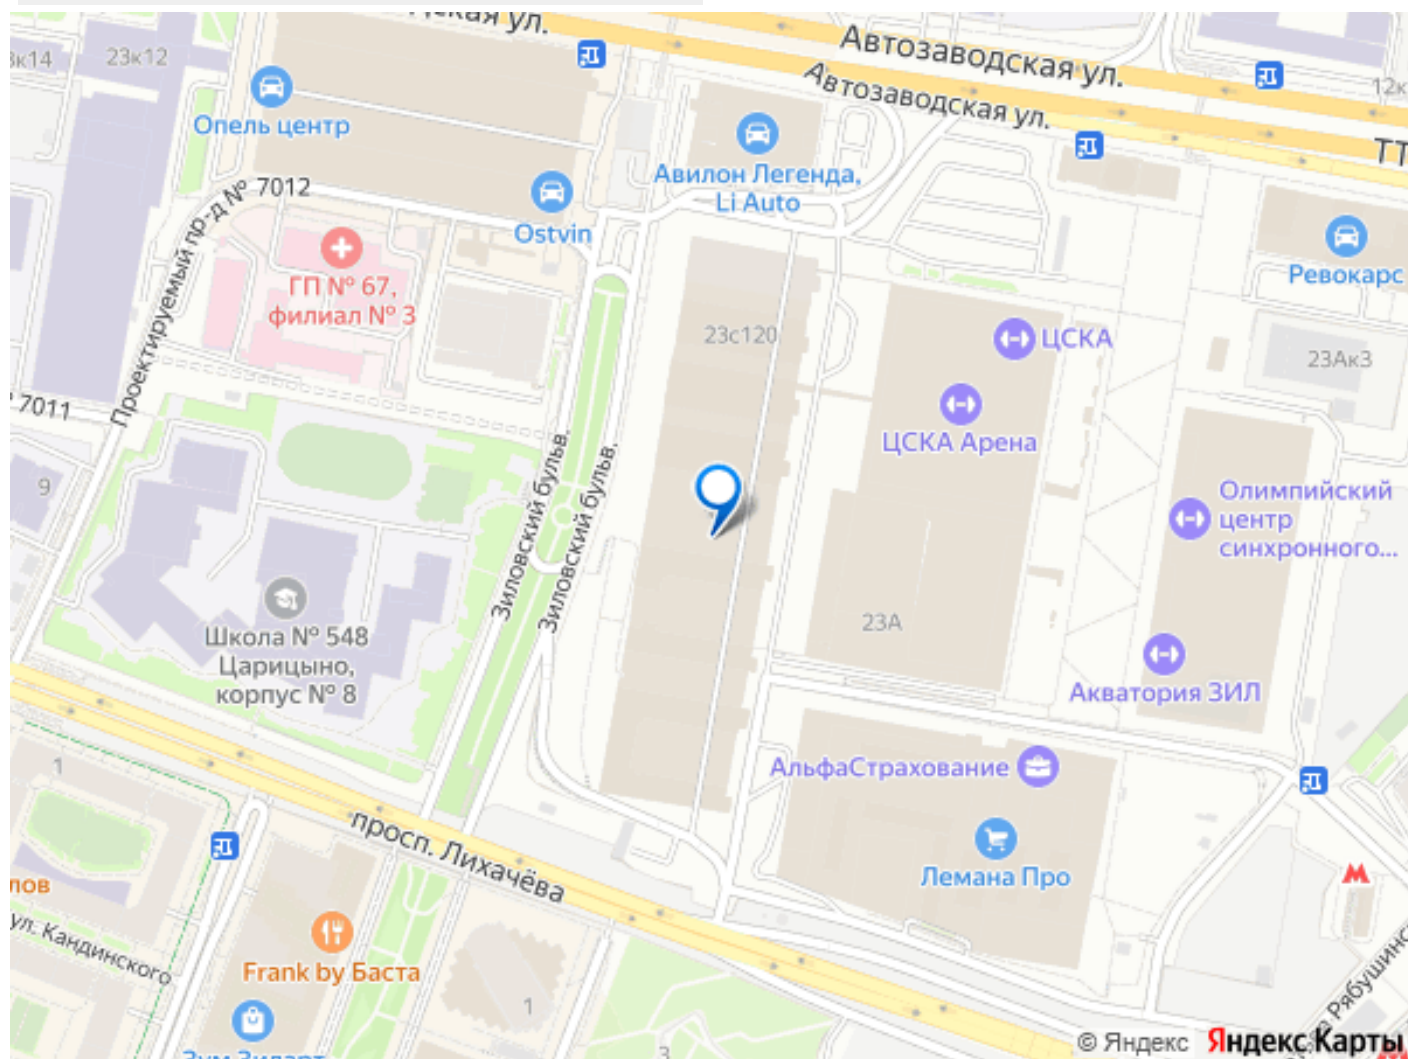 Автозаводская ул.
Автозаводская ул.
23к12
Опель центр
12к
ТТ
Авилон Легенда,
Li Auto
Проектируемый пр-д № 7012
Ostvin
Ревокарс
ГП № 67,
филиал № 3
23с120
ЦСКА
23Ак3
7011
ЦСКА Арена
Зиловский бульв.
Зиловский бульв.
9
Олимпийский
центр
синхронного...
Школа № 548
Царицыно,
корпус № 8
23А
Акватория ЗИЛ
1
АльфаСтрахование
просп. Лихачёва
Лемана Про
лов
ул. Кандинского
Frank by Баста
1
3
© Яндекс Яндекс Карты